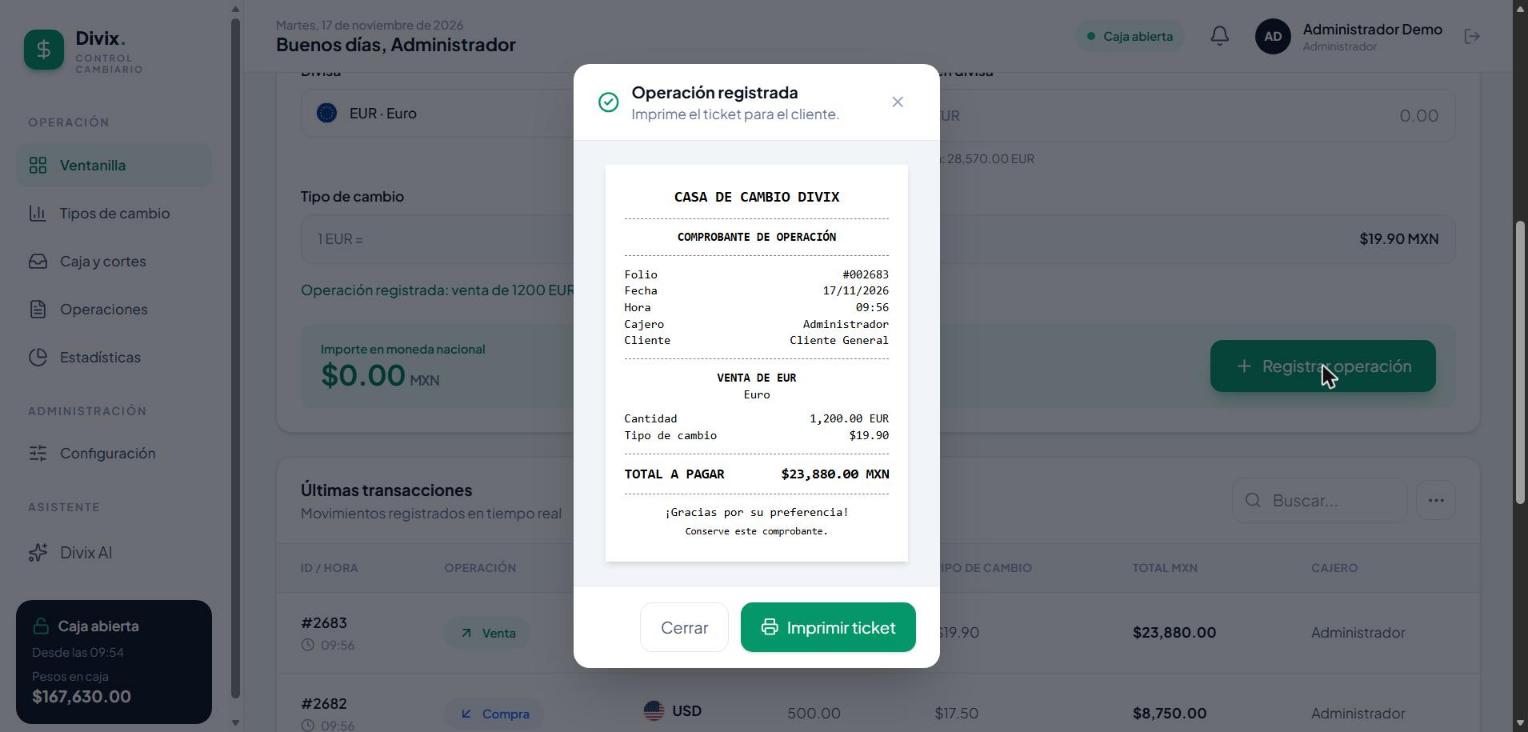 Divix.
CONTROL
CAMBIARIO
OPERACIÓN
Ventanilla
Tipos de cambio
Caja y cortes
Operaciones
Estadísticas
ADMINISTRACIÓN
Configuración
ASISTENTE
Divix AI
Caja abierta
Desde las 09:54
Pesos en caja
$167,630.00
Martes, 17 de noviembre de 2026
Buenos días, Administrador
Caja abierta
AD
Administrador Demo
Administrador
Divisa
en divisa
EUR · Euro
UR
0.00
: 28,570.00 EUR
Tipo de cambio
1 EUR =
$19.90 MXN
Operación registrada: venta de 1200 EUR
Importe en moneda nacional
$0.00 MXN
Registrar operación
Últimas transacciones
Movimientos registrados en tiempo real
Buscar...
ID / HORA
OPERACIÓN
IPO DE CAMBIO
TOTAL MXN
CAJERO
#2683
09:56
Venta
$19.90
$23,880.00
Administrador
#2682
09:56
Compra
USD
500.00
$17.50
$8,750.00
Administrador
Operación registrada
Imprime el ticket para el cliente.
CASA DE CAMBIO DIVIX
COMPROBANTE DE OPERACIÓN
Folio #002683
Fecha 17/11/2026
Hora 09:56
Cajero Administrador
Cliente Cliente General
VENTA DE EUR
Euro
Cantidad 1,200.00 EUR
Tipo de cambio $19.90
TOTAL A PAGAR $23,880.00 MXN
¡Gracias por su preferencia!
Conserve este comprobante.
Cerrar
Imprimir ticket